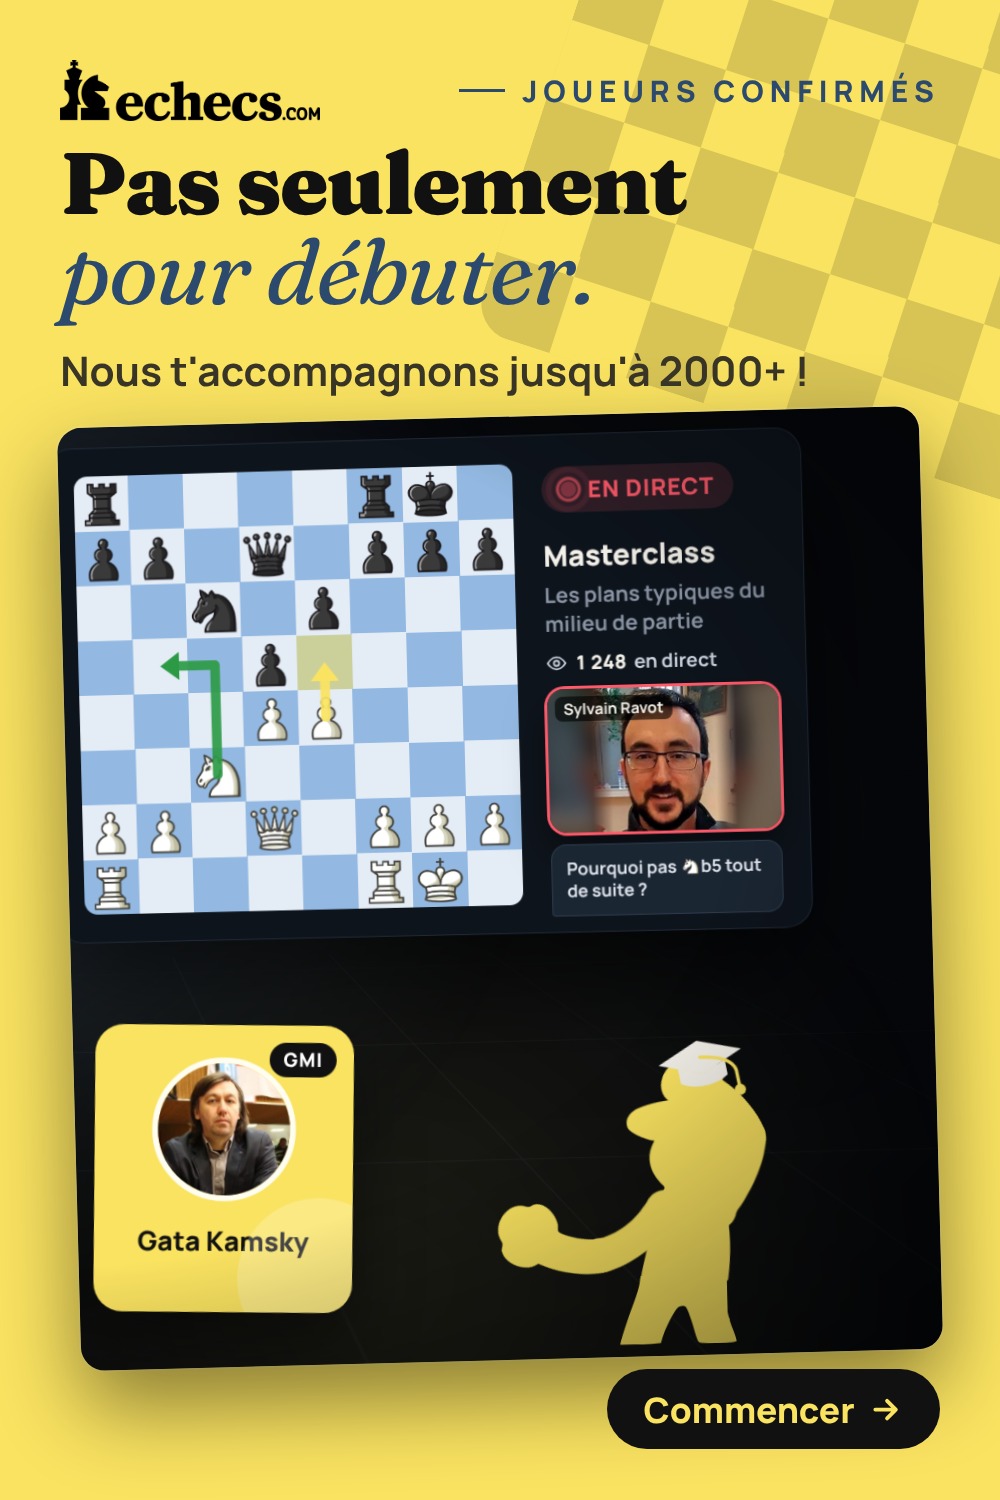 echecs.COM
— JOUEURS CONFIRMÉS
Pas seulement
pour débuter.
Nous t'accompagnons jusqu'à 2000+ !
EN DIRECT
Masterclass
Les plans typiques du
milieu de partie
1 248 en direct
Sylvain Ravot
Pourquoi pas ♞b5 tout
de suite ?
GMI
Gata Kamsky
Commencer →